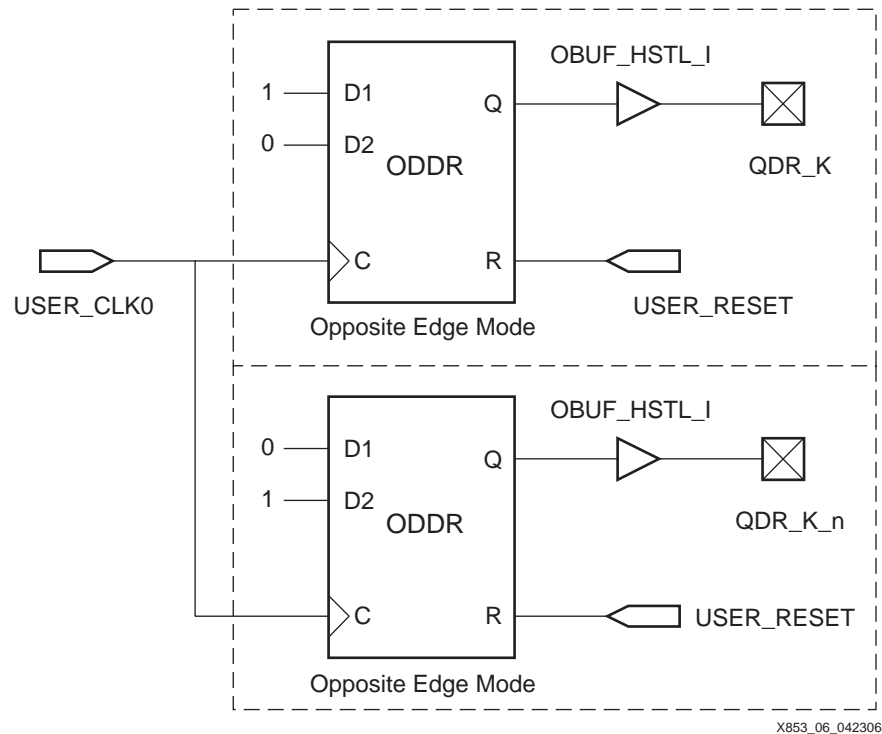 OBUF_HSTL_I
1
D1
Q
0
D2
ODDR
QDR_K
C
R
USER_CLK0
USER_RESET
Opposite Edge Mode
OBUF_HSTL_I
0
D1
Q
1
D2
ODDR
QDR_K_n
C
R
USER_RESET
Opposite Edge Mode
X853_06_042306